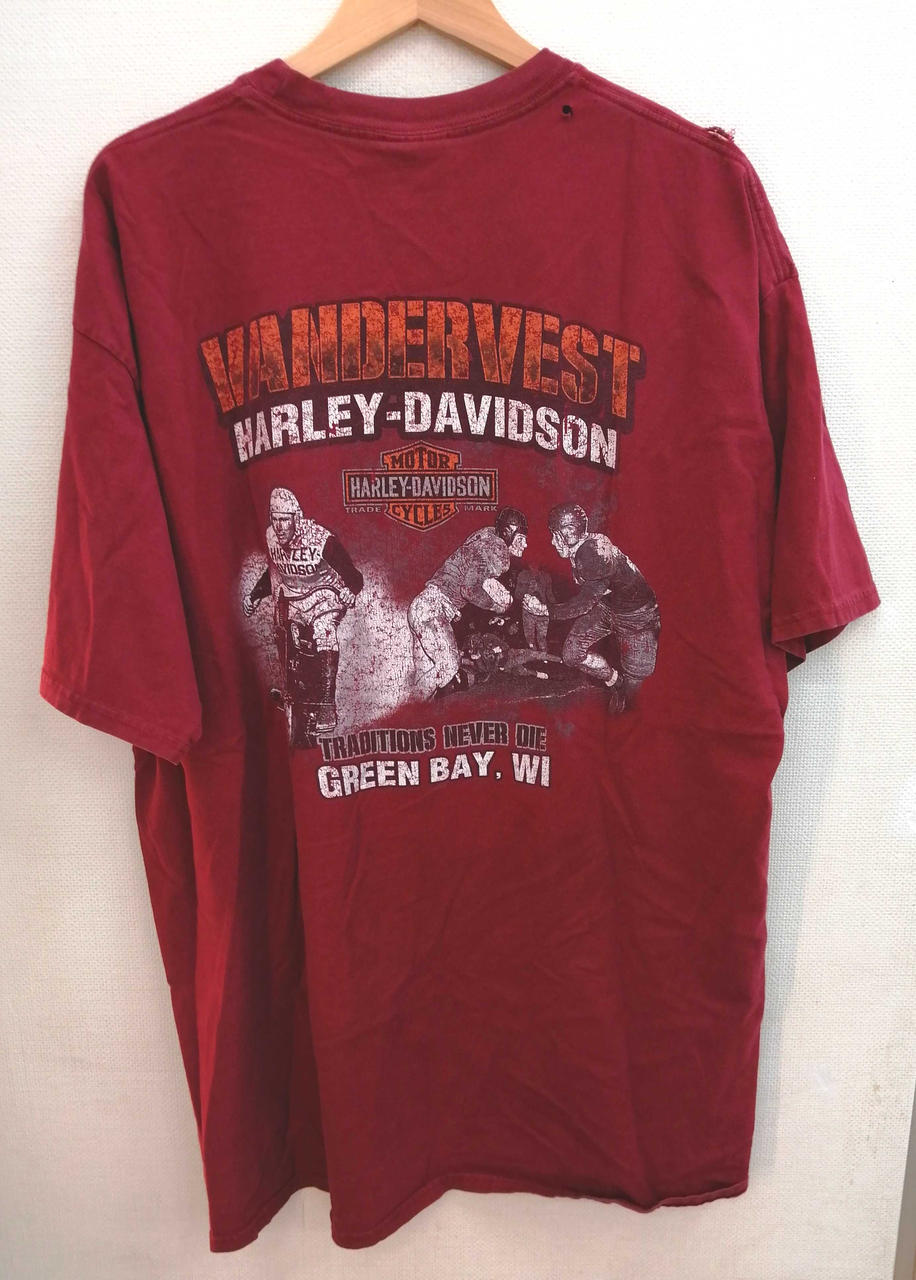 VANDERVEST
HARLEY-DAVIDSON
MOTOR
HARLEY-DAVIDSON
TRADE CYCLES MARK
HARLEY-
DAVIDSON
TRADITIONS NEVER DIE
GREEN BAY, WI